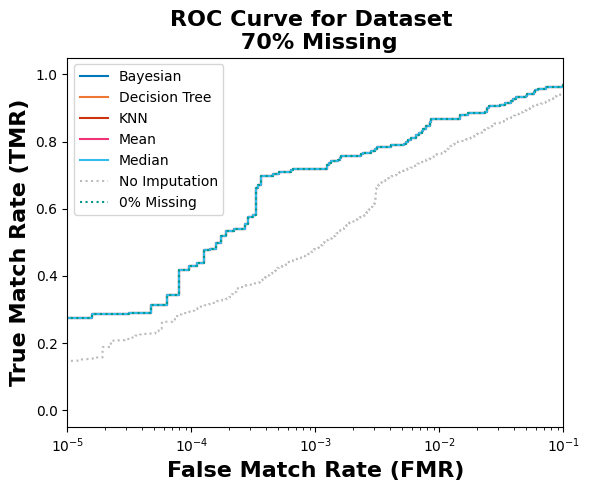 ROC Curve for Dataset
70% Missing
True Match Rate (TMR)
1.0
0.8
0.6
0.4
0.2
0.0
Bayesian
Decision Tree
KNN
Mean
Median
No Imputation
0% Missing
10⁻⁵
10⁻⁴
10⁻³
10⁻²
10⁻¹
False Match Rate (FMR)